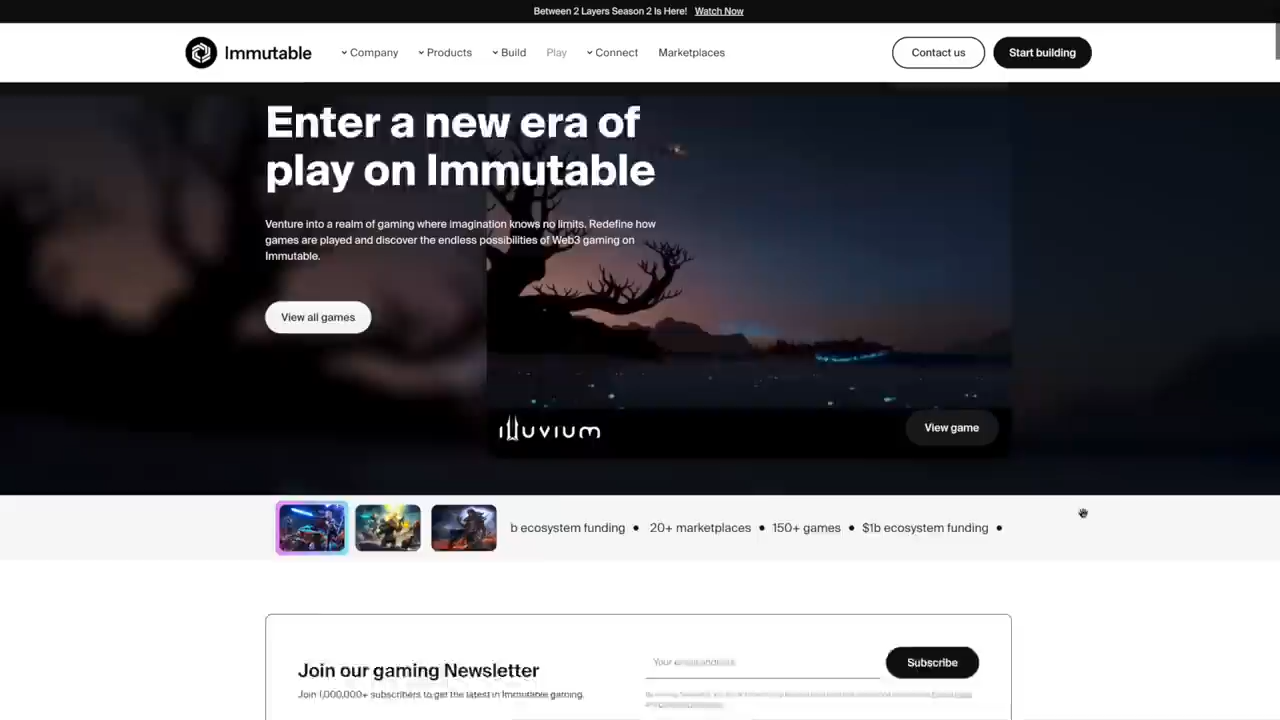 Between 2 Layers Season 2 Is Here! Watch Now
Immutable
Company
Products
Build
Play
Connect
Marketplaces
Contact us
Start building
Enter a new era of
play on Immutable
Venture into a realm of gaming where imagination knows no limits. Redefine how
games are played and discover the endless possibilities of Web3 gaming on
Immutable.
View all games
illuvium
View game
b ecosystem funding • 20+ marketplaces • 150+ games • $1b ecosystem funding •
Join our gaming Newsletter
Join 1,000,000+ subscribers to get the latest in Immutable gaming.
Your email address
Subscribe